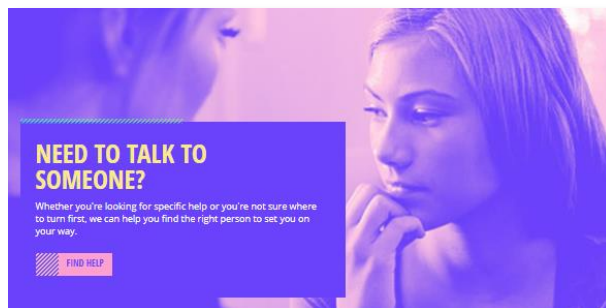 NEED TO TALK TO
SOMEONE?
Whether you're looking for specific help or you're not sure where
to turn first, we can help you find the right person to set you on
your way.
FIND HELP